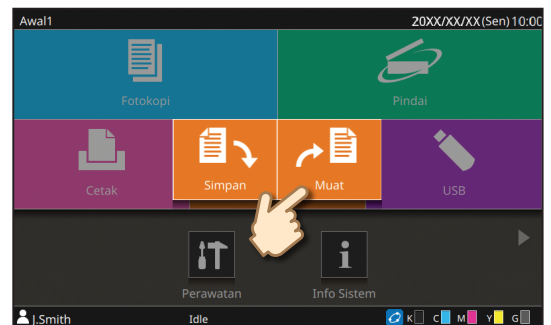 Awal1 20XX/XX/XX(Sen)10:00
Fotokopi Pindai
Cetak Simpan Muat USB
Perawatan Info Sistem
J.Smith Idle K C M Y G